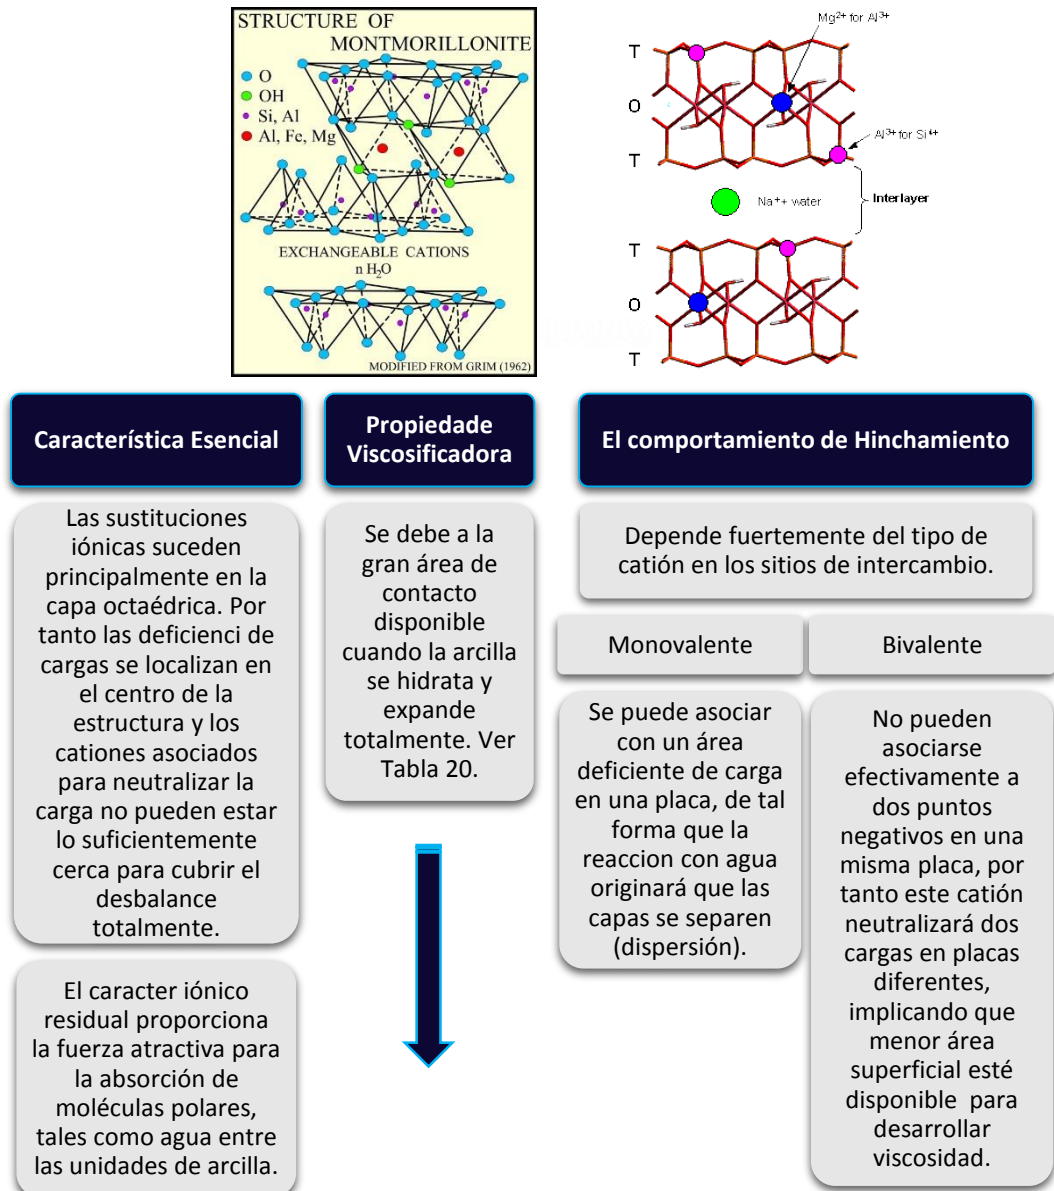 STRUCTURE OF
MONTMORILLONITE
O
OH
Si, Al
Al, Fe, Mg
EXCHANGEABLE CATIONS
n H₂O
MODIFIED FROM GRIM (1962)
Mg²⁺ for Al³⁺
T
O
T
Al³⁺ for Si⁴⁺
Na⁺+ water
Interlayer
T
O
T
Característica Esencial
Las sustituciones
iónicas suceden
principalmente en la
capa octaédrica. Por
tanto las deficienci de
cargas se localizan en
el centro de la
estructura y los
cationes asociados
para neutralizar la
carga no pueden estar
lo suficientemente
cerca para cubrir el
desbalance
totalmente.
El caracter iónico
residual proporciona
la fuerza atractiva para
la absorción de
moléculas polares,
tales como agua entre
las unidades de arcilla.
Propiedade
Viscosificadora
Se debe a la
gran área de
contacto
disponible
cuando la arcilla
se hidrata y
expande
totalmente. Ver
Tabla 20.
El comportamiento de Hinchamiento
Depende fuertemente del tipo de
catión en los sitios de intercambio.
Monovalente
Se puede asociar
con un área
deficiente de carga
en una placa, de tal
forma que la
reaccion con agua
originará que las
capas se separen
(dispersión).
Bivalente
No pueden
asociarse
efectivamente a
dos puntos
negativos en una
misma placa, por
tanto este catión
neutralizará dos
cargas en placas
diferentes,
implicando que
menor área
superficial esté
disponible para
desarrollar
viscosidad.